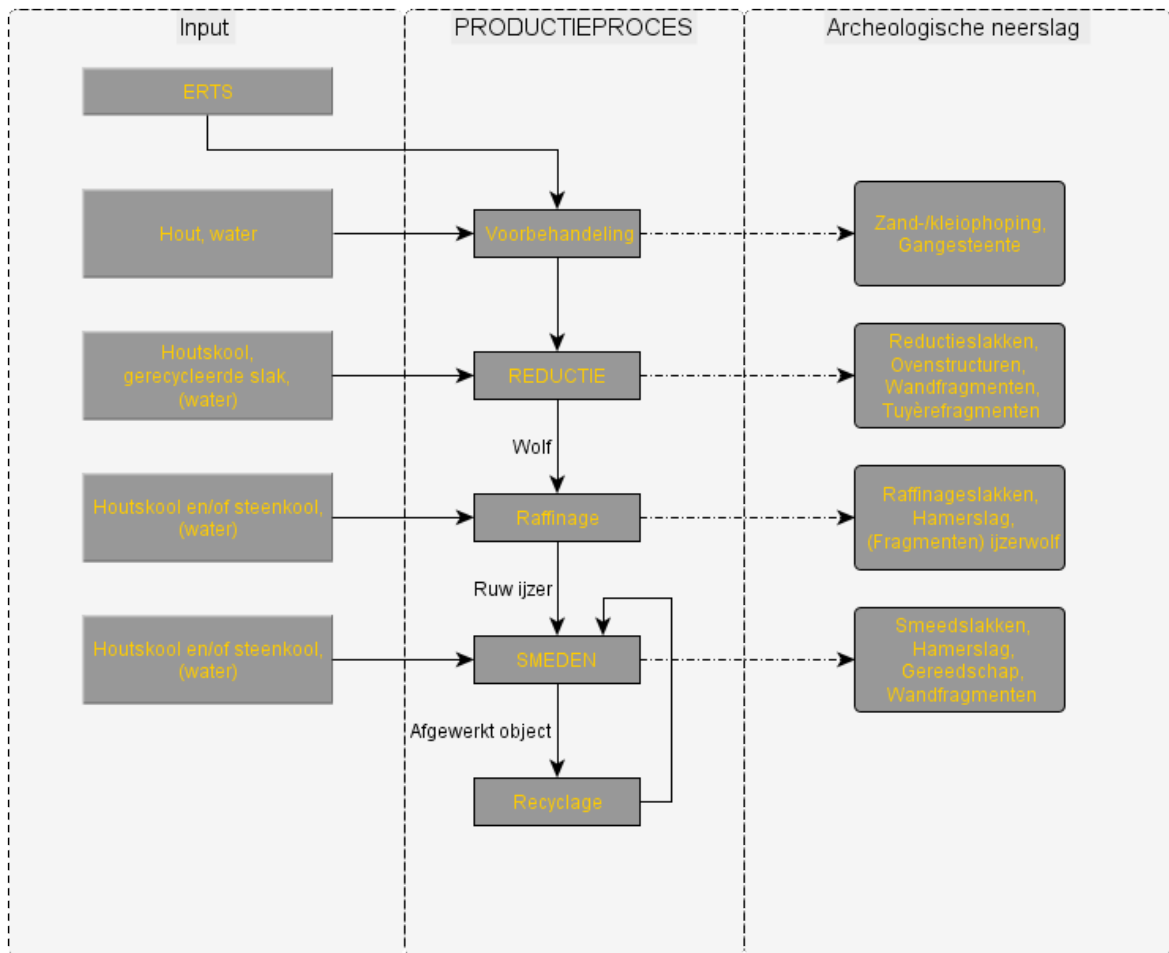 Input
PRODUCTIEPROCES
Archeologische neerslag
ERTS
Hout, water
Voorbehandeling
Zand-/kleiophoping,
Gangesteente
Houtskool,
gerecycleerde slak,
(water)
REDUCTIE
Reductieslakken,
Ovenstructuren,
Wandfragmenten,
Tuyèrefragmenten
Wolf
Houtskool en/of steenkool,
(water)
Raffinage
Raffinageslakken,
Hamerslag,
(Fragmenten) ijzerwolf
Ruw ijzer
Houtskool en/of steenkool,
(water)
SMEDEN
Smeedslakken,
Hamerslag,
Gereedschap,
Wandfragmenten
Afgewerkt object
Recyclage